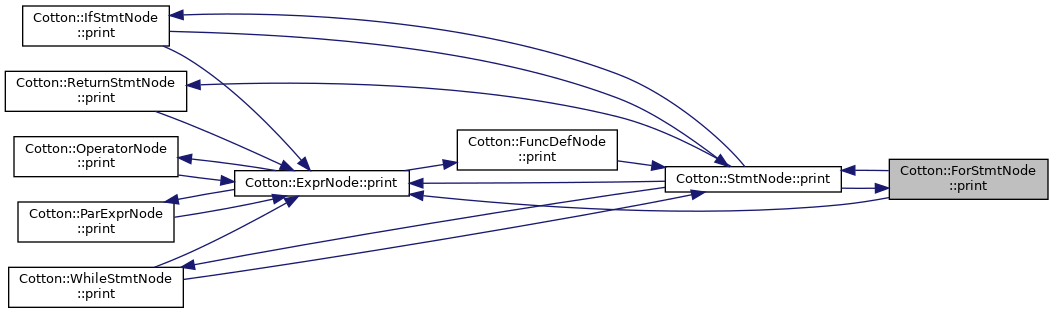 Cotton::IfStmtNode
::print
Cotton::ReturnStmtNode
::print
Cotton::OperatorNode
::print
Cotton::ParExprNode
::print
Cotton::WhileStmtNode
::print
Cotton::ExprNode::print
Cotton::FuncDefNode
::print
Cotton::StmtNode::print
Cotton::ForStmtNode
::print